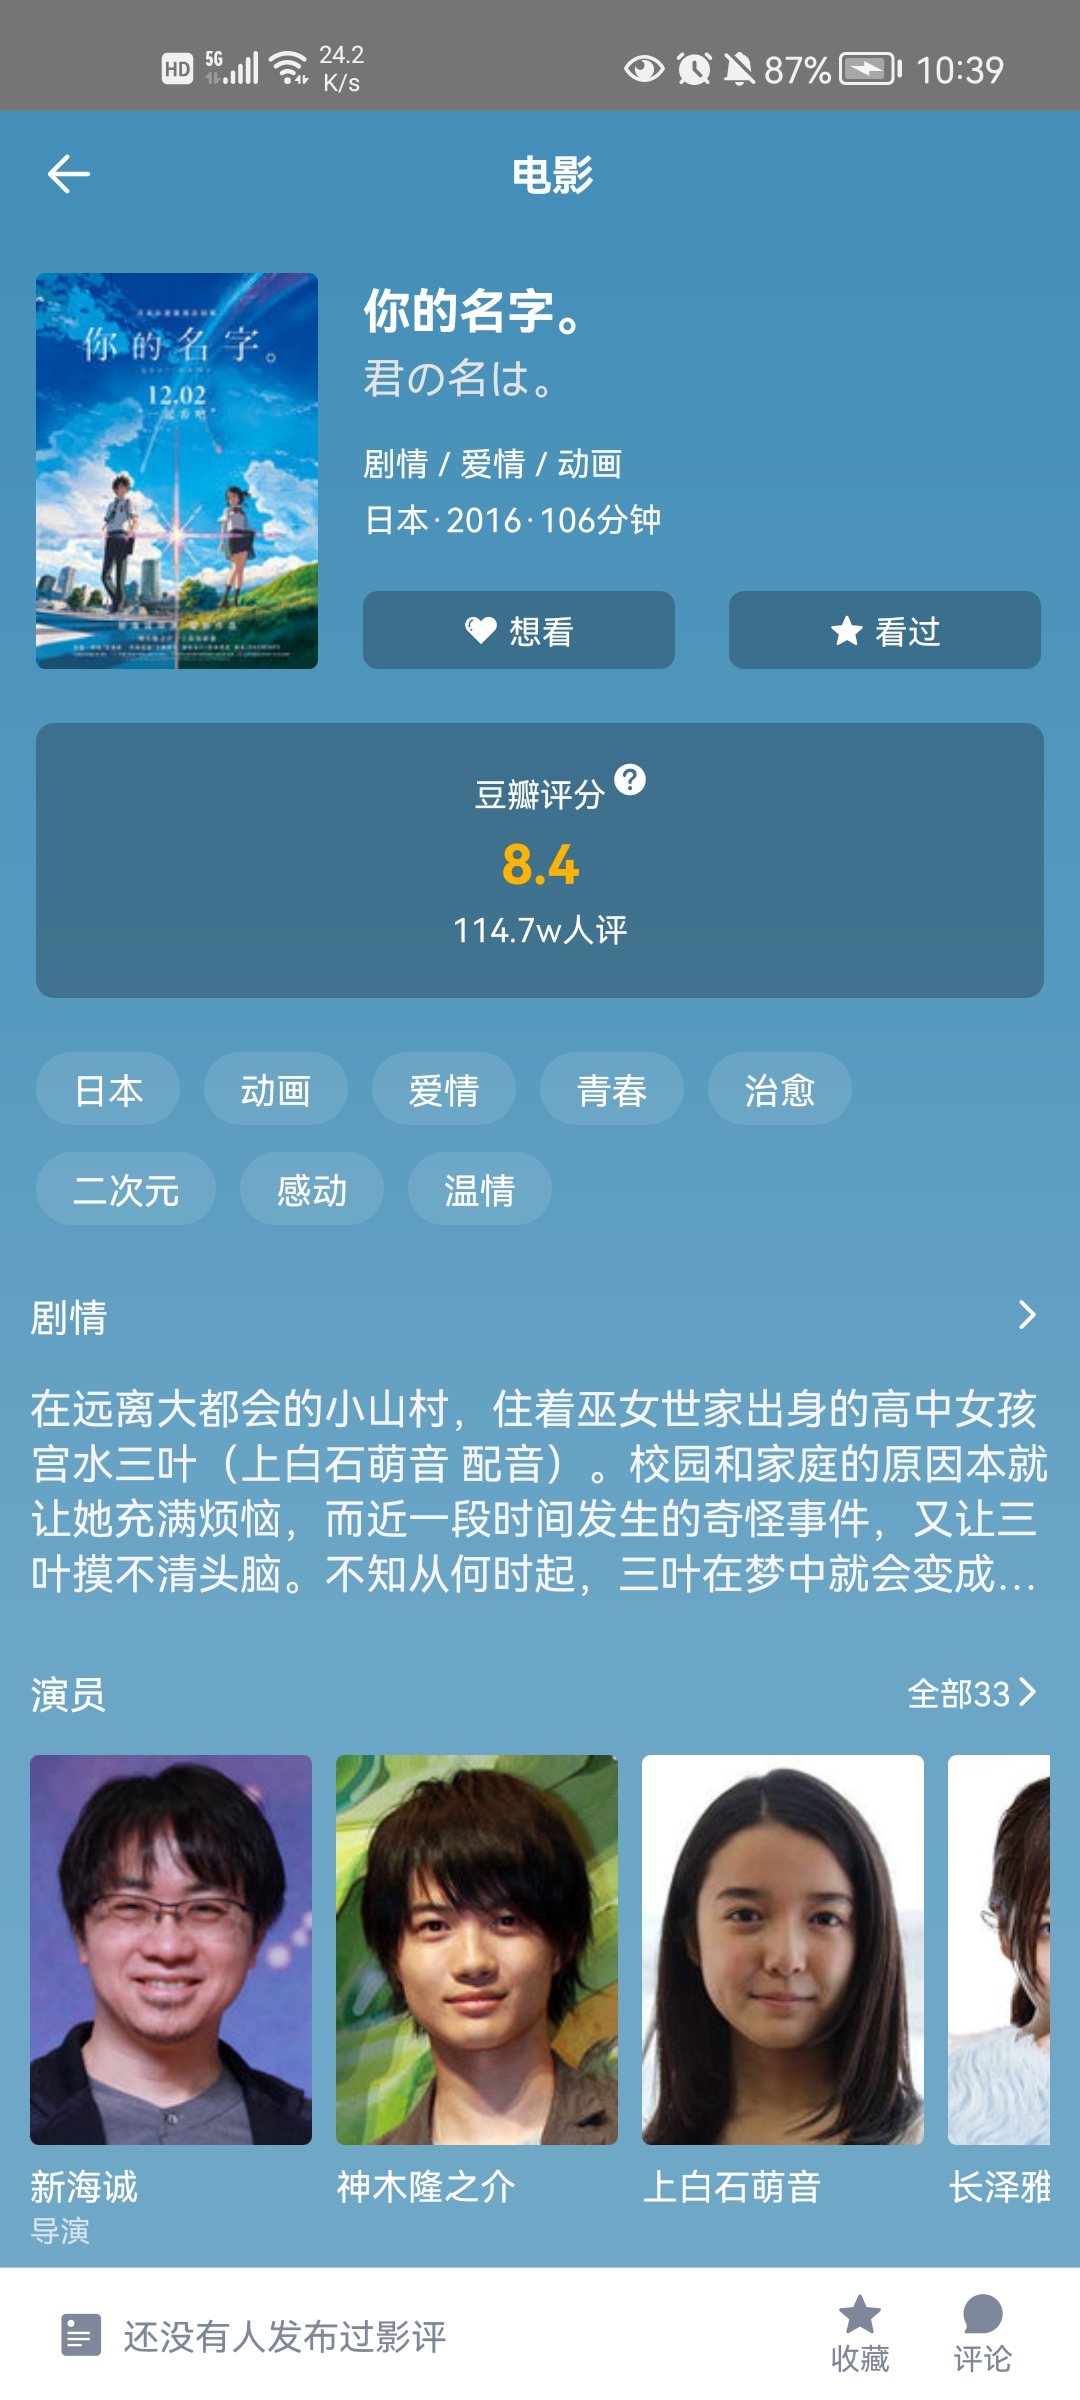 HD 5G 24.2 K/s 87% 10:39
电影
你的名字。
12.02
你的名字。
君の名は。
剧情 / 爱情 / 动画
日本·2016·106分钟
想看
看过
豆瓣评分
8.4
114.7w人评
日本 动画 爱情 青春 治愈
二次元 感动 温情
剧情
在远离大都会的小山村，住着巫女世家出身的高中女孩
宫水三叶（上白石萌音 配音）。校园和家庭的原因本就
让她充满烦恼，而近一段时间发生的奇怪事件，又让三
叶摸不清头脑。不知从何时起，三叶在梦中就会变成...
演员 全部33
新海诚 神木隆之介 上白石萌音 长泽雅
导演
还没有人发布过影评
收藏 评论